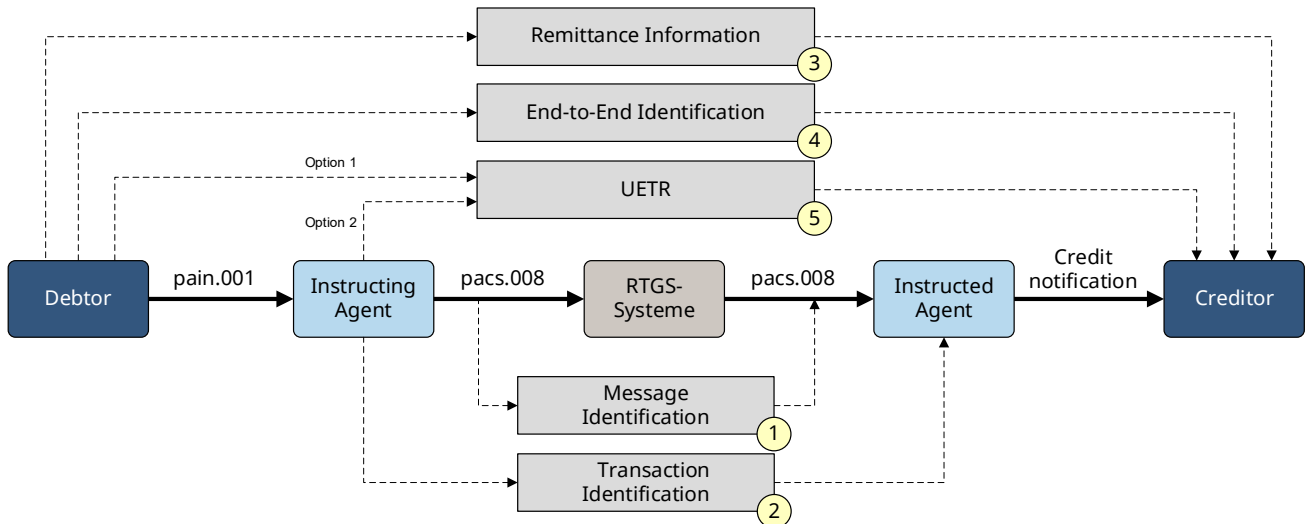 Remittance Information
3
End-to-End Identification
4
Option 1
UETR
5
Option 2
Debtor
pain.001
Instructing
Agent
pacs.008
RTGS-
Systeme
pacs.008
Instructed
Agent
Credit
notification
Creditor
Message
Identification
1
Transaction
Identification
2